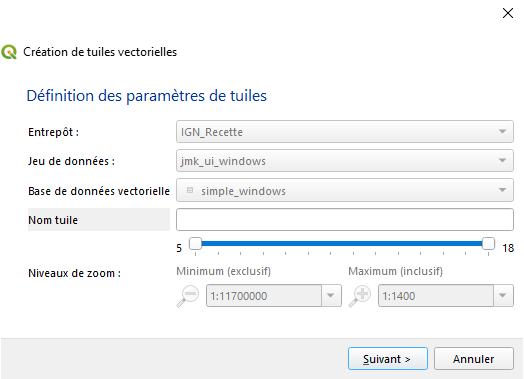 Création de tuiles vectorielles
Définition des paramètres de tuiles
Entrepôt : IGN_Recette
Jeu de données : jmk_ui_windows
Base de données vectorielle simple_windows
Nom tuile
5 18
Niveaux de zoom : Minimum (exclusif) Maximum (inclusif)
1:11700000 1:1400
Suivant > Annuler